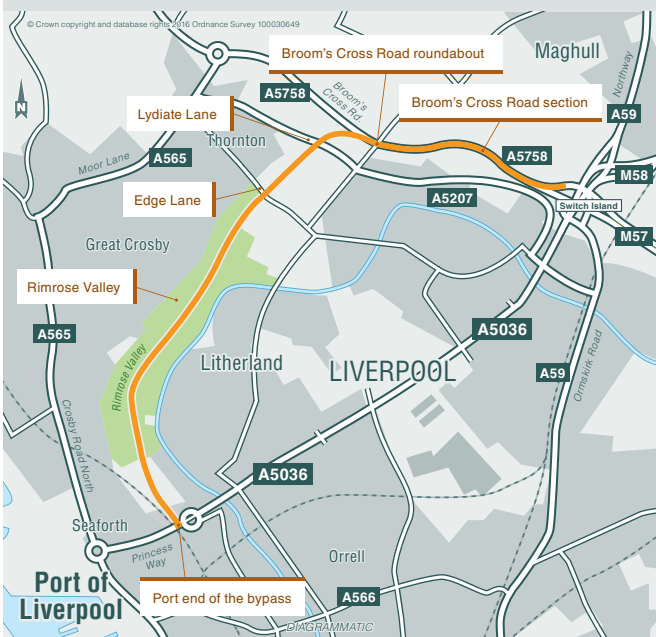 © Crown copyright and database rights 2016 Ordnance Survey 100030649
Broom's Cross Road roundabout
Maghull
Northway
N
A5758
Broom's
Cross Rd.
Broom's Cross Road section
A59
Lydiate Lane
Thornton
Moor Lane
A565
A5758
M58
Edge Lane
A5207
Switch Island
M57
Great Crosby
Rimrose Valley
A565
A5036
Rimrose Valley
Litherland
LIVERPOOL
A59
Ormskirk Road
Crosby Road North
A5036
Seaforth
Princess
Way
Orrell
Port of
Liverpool
Port end of the bypass
A566
DIAGRAMMATIC